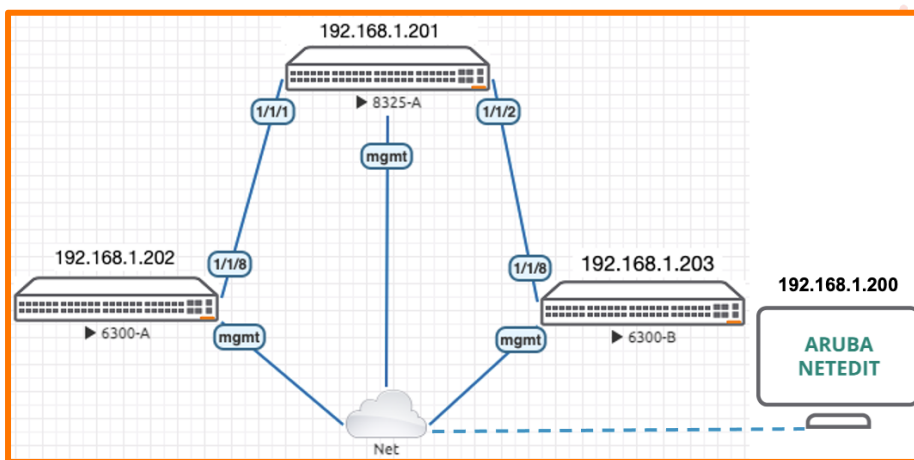 192.168.1.201
8325-A
1/1/1
1/1/2
mgmt
192.168.1.202
1/1/8
1/1/8
192.168.1.203
192.168.1.200
6300-A
mgmt
mgmt
6300-B
ARUBA
NETEDIT
Net